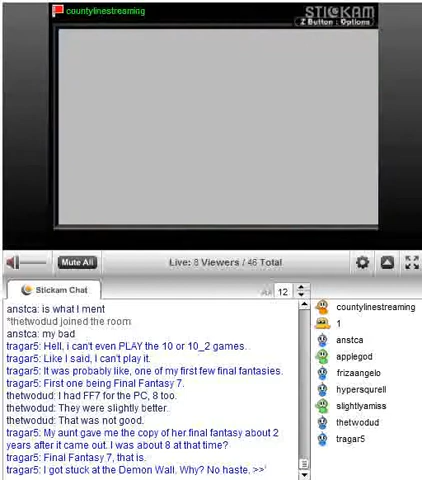 countylinestreaming
STICKAM
Z Button : Options
Mute All
Live: 8 Viewers / 46 Total
Stickam Chat
AA 12
anstca: is what I ment
*thetwodud joined the room
anstca: my bad
tragar5: Hell, i can't even PLAY the 10 or 10_2 games.
tragar5: Like I said, I can't play it.
tragar5: It was probably like, one of my first few final fantasies.
tragar5: First one being Final Fantasy 7.
thetwodud: I had FF7 for the PC, 8 too.
thetwodud: They were slightly better.
thetwodud: That was not good.
tragar5: My aunt gave me the copy of her final fantasy about 2
years after it came out. I was about 8 at that time?
tragar5: Final Fantasy 7, that is.
tragar5: I got stuck at the Demon Wall. Why? No haste. >>'
countylinestreaming
1
anstca
applegod
frizaangelo
hypersqurell
slightlyamiss
thetwodud
tragar5